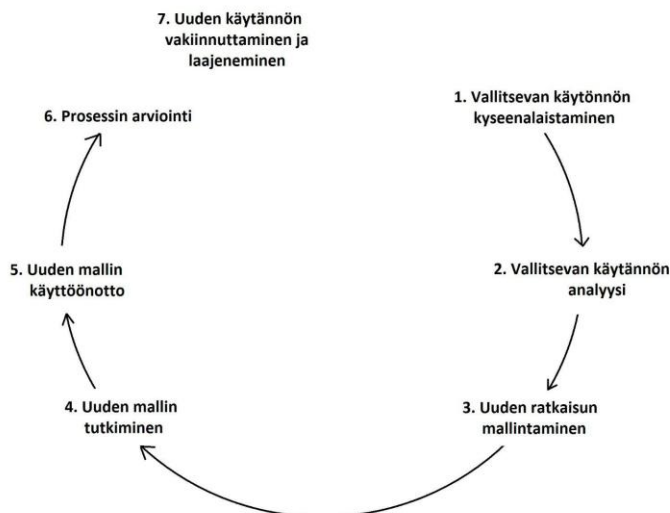 1. Vallitsevan käytönnön
kyseenalaistaminen
2. Vallitsevan käytännön
analyysi
3. Uuden ratkaisun
mallintaminen
4. Uuden mallin
tutkiminen
5. Uuden mallin
käyttöönotto
6. Prosessin arviointi
7. Uuden käytännön
vakiinnuttaminen ja
laajeneminen